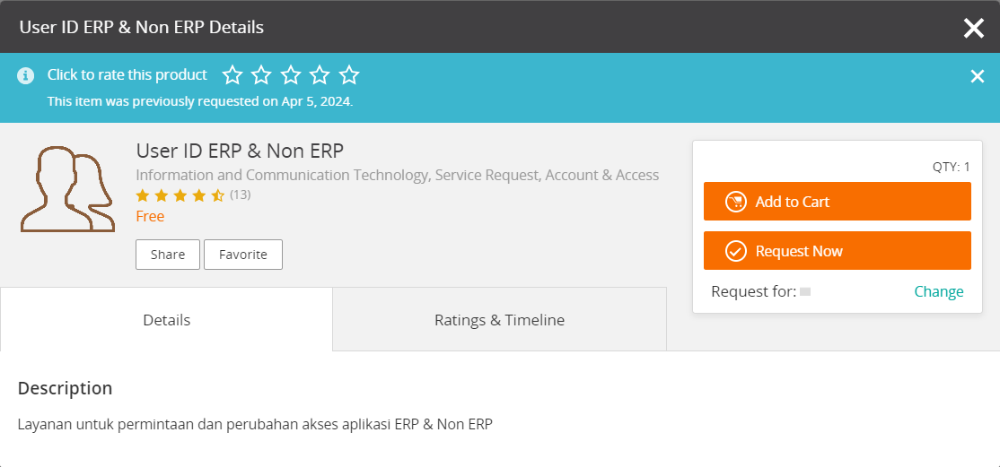 User ID ERP & Non ERP Details
Click to rate this product
This item was previously requested on Apr 5, 2024.
User ID ERP & Non ERP
Information and Communication Technology, Service Request, Account & Access
(13)
Free
Share
Favorite
QTY: 1
Add to Cart
Request Now
Request for:
Change
Details
Ratings & Timeline
Description
Layanan untuk permintaan dan perubahan akses aplikasi ERP & Non ERP